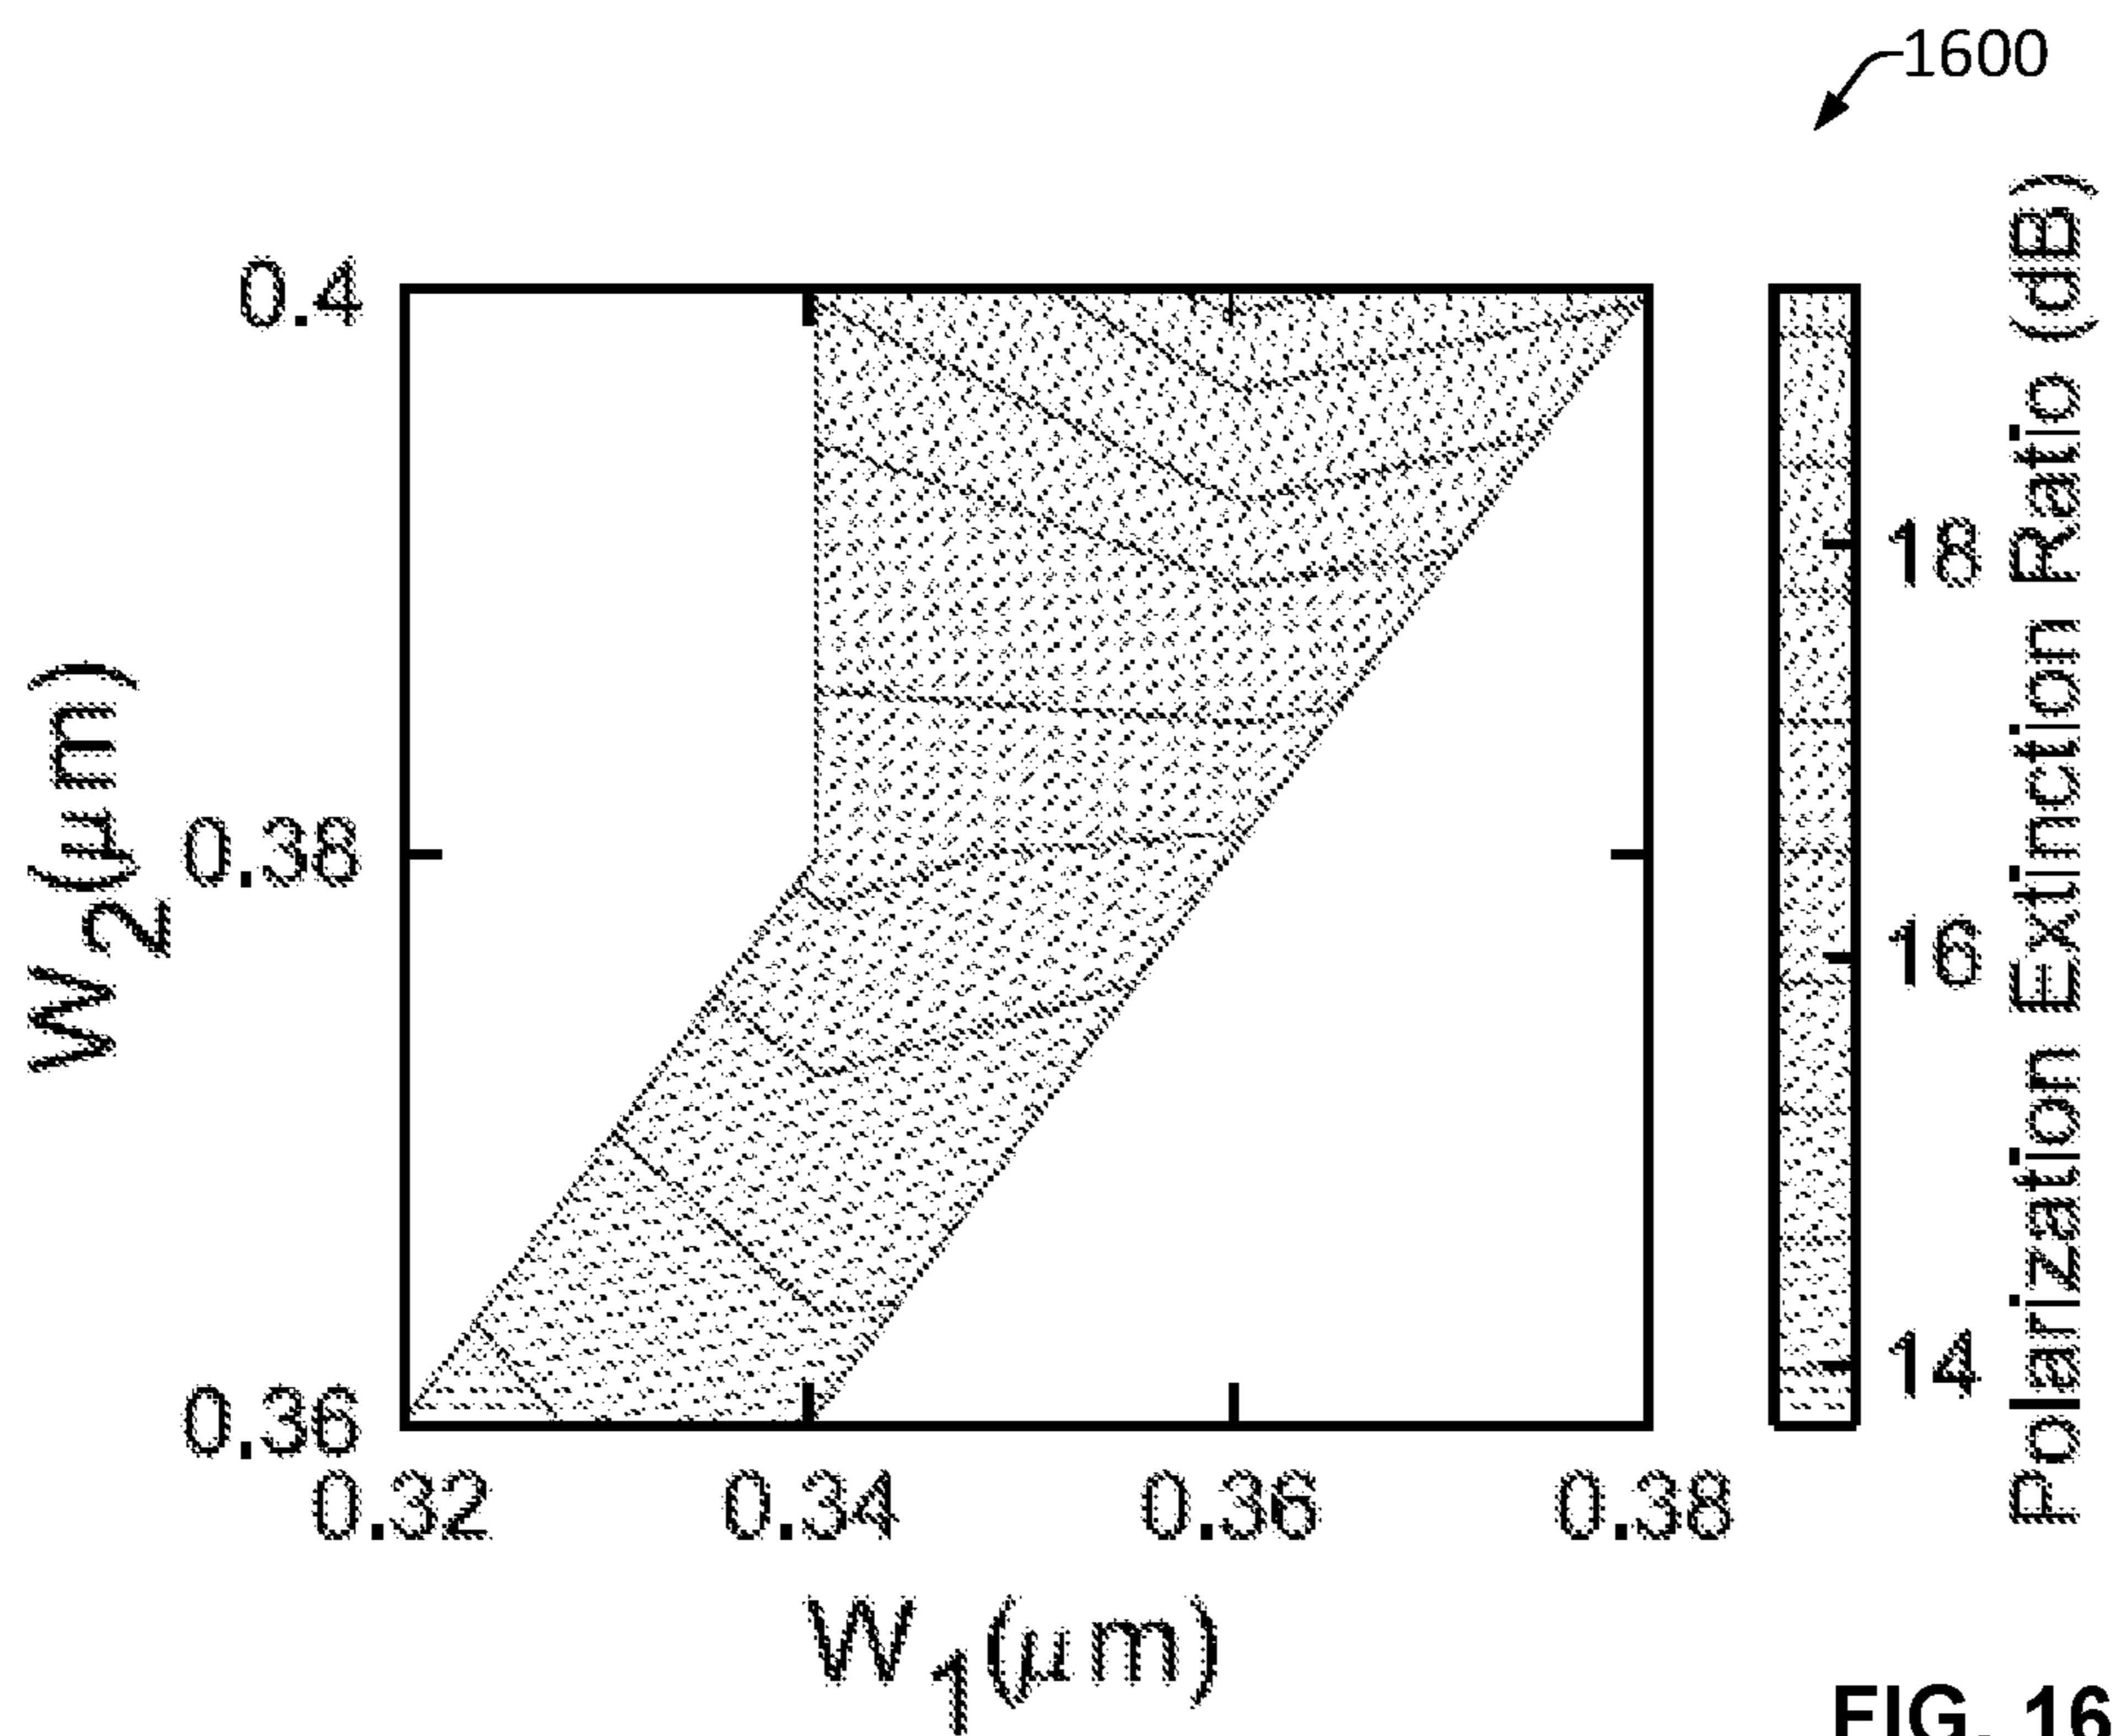 1600
0.4
0.38
0.36
W2(μm)
0.32 0.34 0.36 0.38
W1(μm)
18
16
14
Polarization Extinction Ratio (dB)
FIG. 16